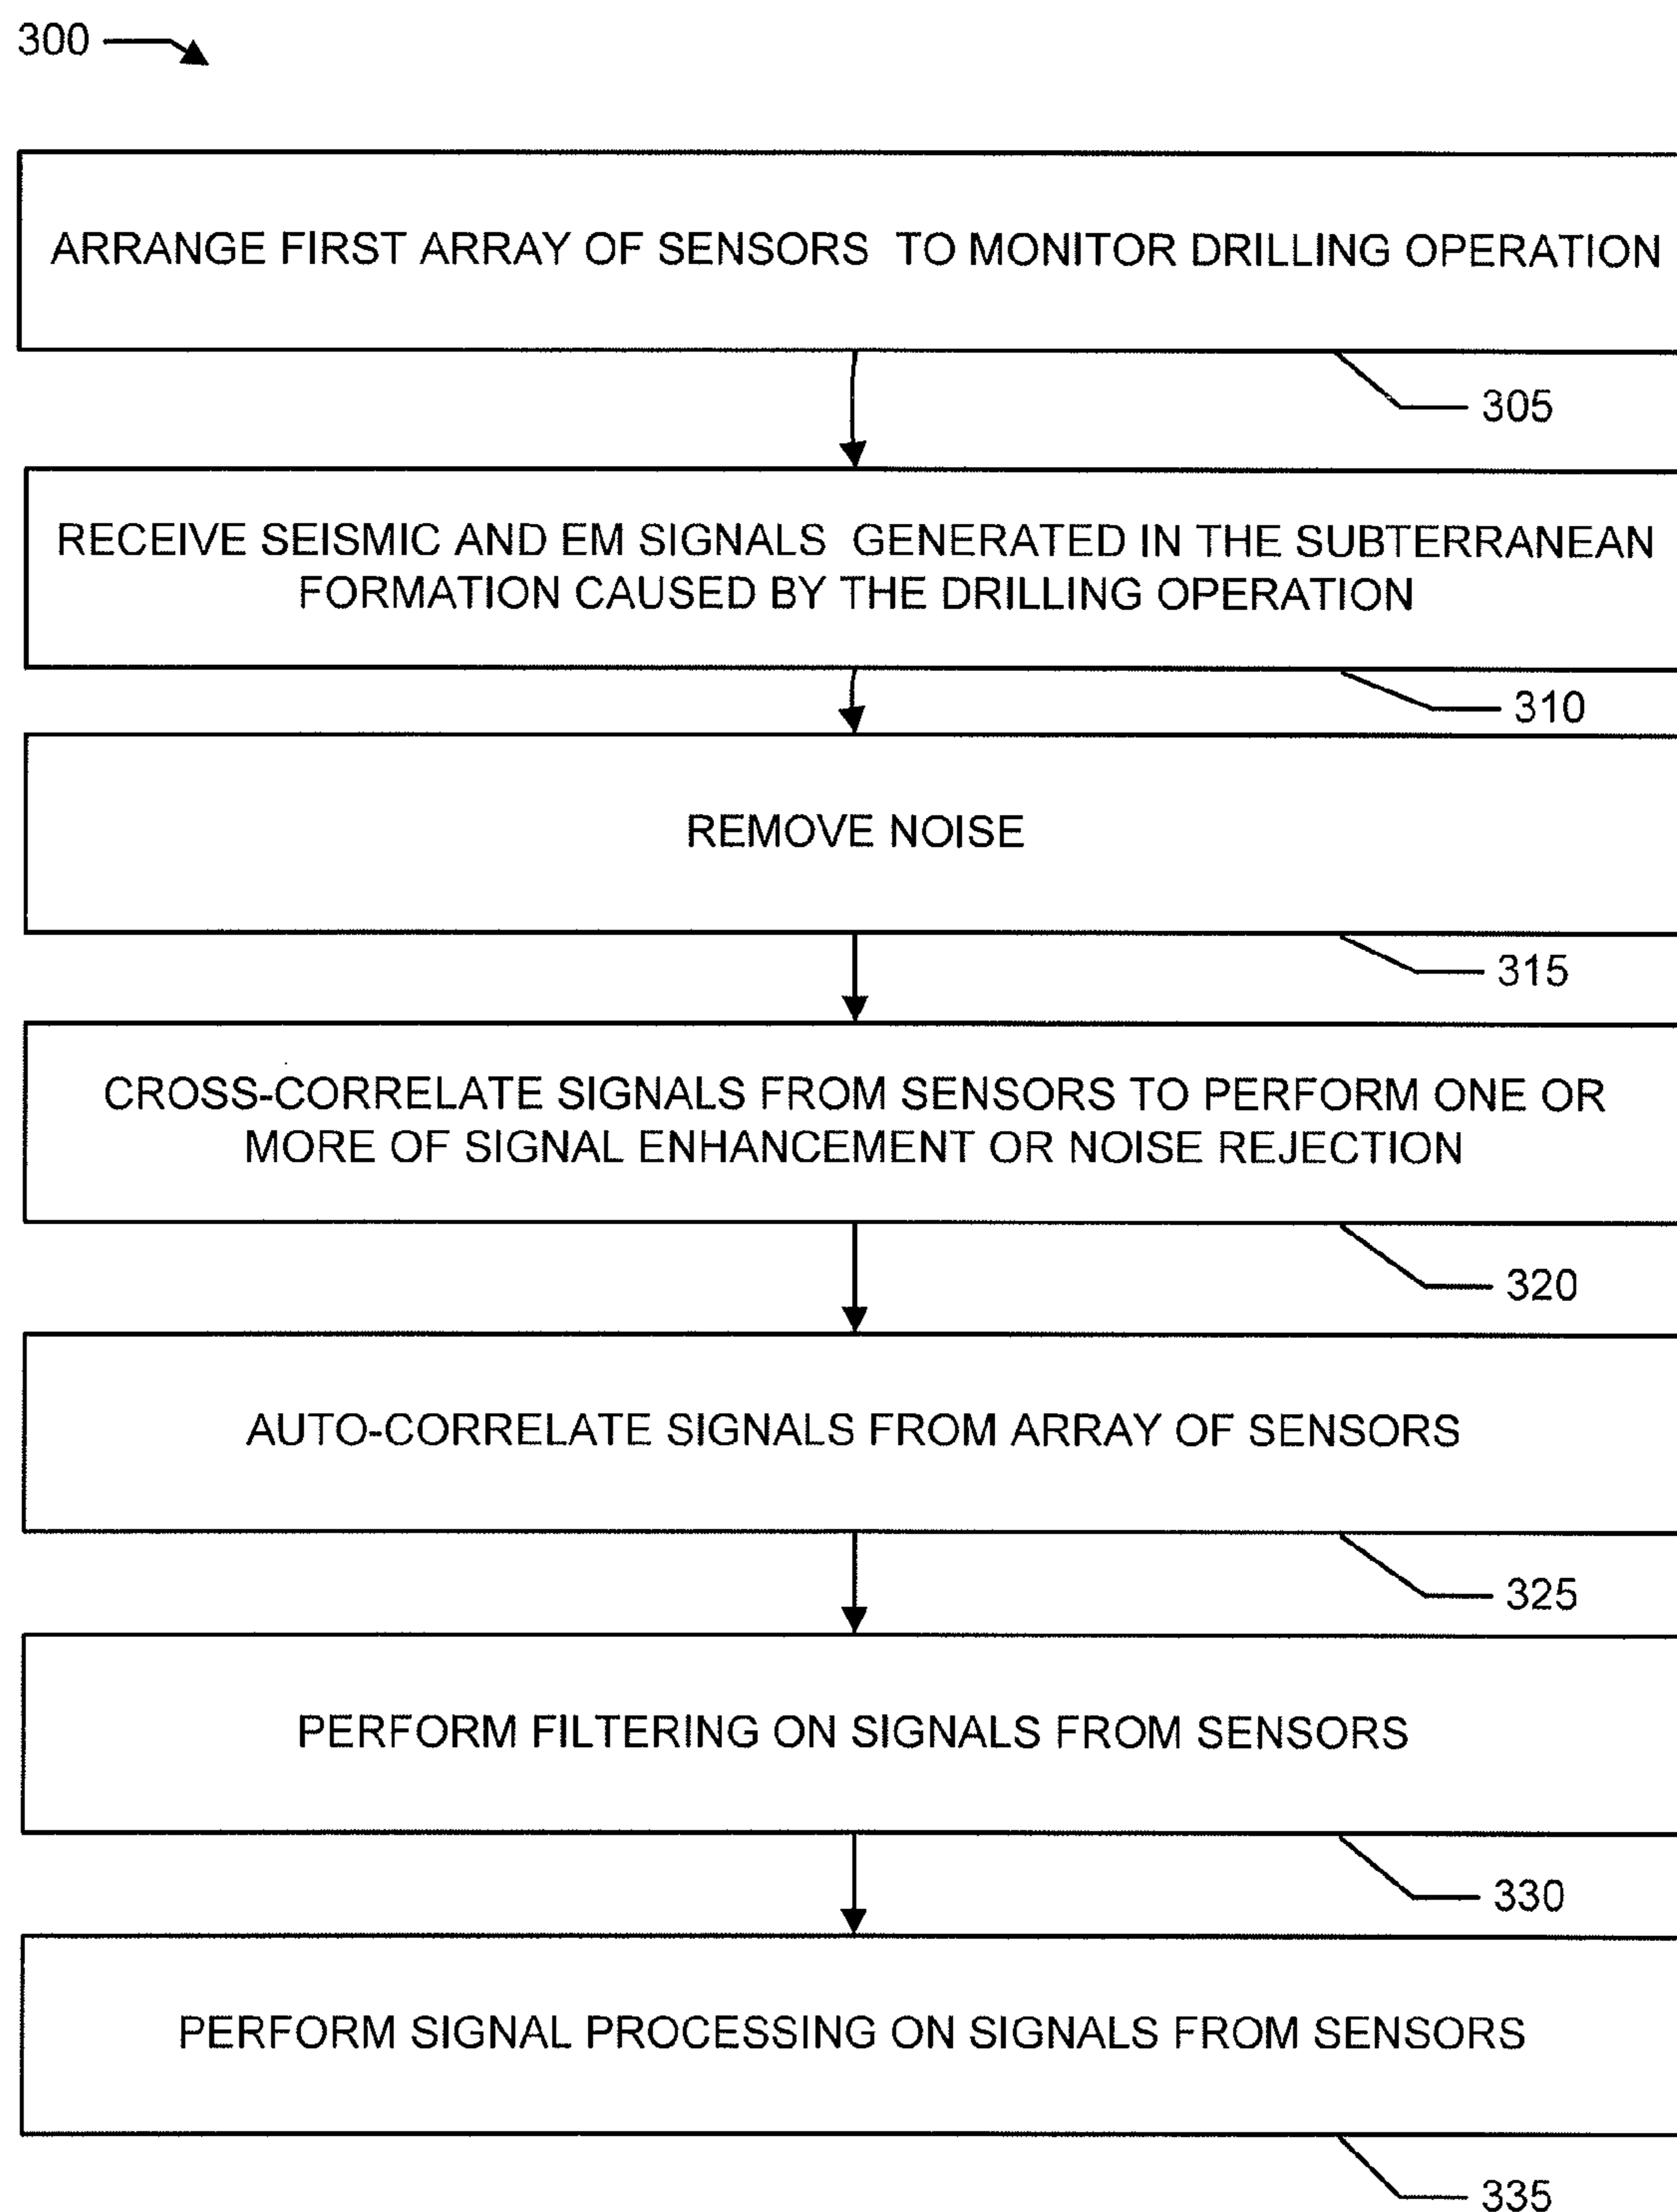 300
ARRANGE FIRST ARRAY OF SENSORS TO MONITOR DRILLING OPERATION
305
RECEIVE SEISMIC AND EM SIGNALS GENERATED IN THE SUBTERRANEAN
FORMATION CAUSED BY THE DRILLING OPERATION
310
REMOVE NOISE
315
CROSS-CORRELATE SIGNALS FROM SENSORS TO PERFORM ONE OR
MORE OF SIGNAL ENHANCEMENT OR NOISE REJECTION
320
AUTO-CORRELATE SIGNALS FROM ARRAY OF SENSORS
325
PERFORM FILTERING ON SIGNALS FROM SENSORS
330
PERFORM SIGNAL PROCESSING ON SIGNALS FROM SENSORS
335